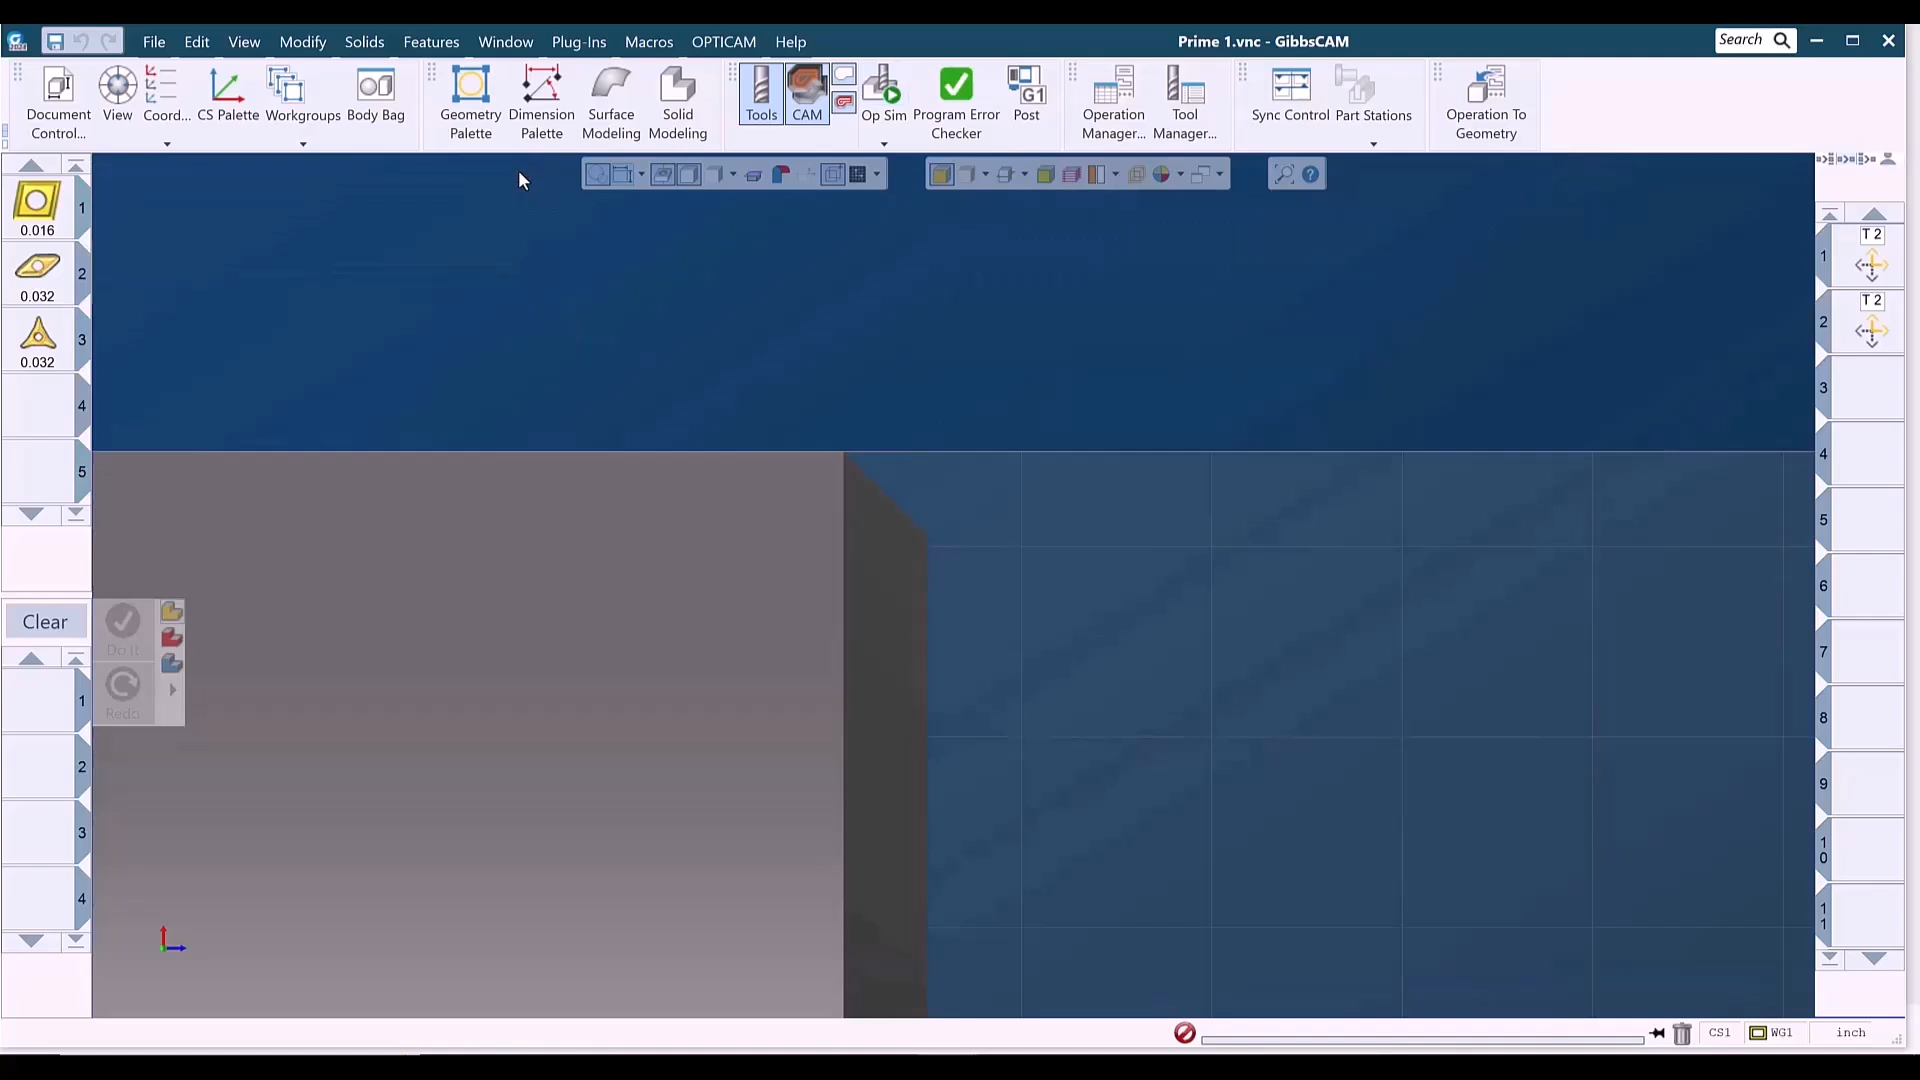 File Edit View Modify Solids Features Window Plug-Ins Macros OPTICAM Help
Prime 1.vnc - GibbsCAM
Search
Document Control...
View
Coord...
CS Palette
Workgroups
Body Bag
Geometry Palette
Dimension Palette
Surface Modeling
Solid Modeling
Tools
CAM
Op Sim
Program Error Checker
G1
Post
Operation Manager...
Tool Manager...
Sync Control
Part Stations
Operation To Geometry
1
0.016
2
0.032
3
0.032
4
5
Clear
Do It
Redo
1
2
3
4
T 2
1
T 2
2
3
4
5
6
7
8
9
10
11
CS1
WG1
inch